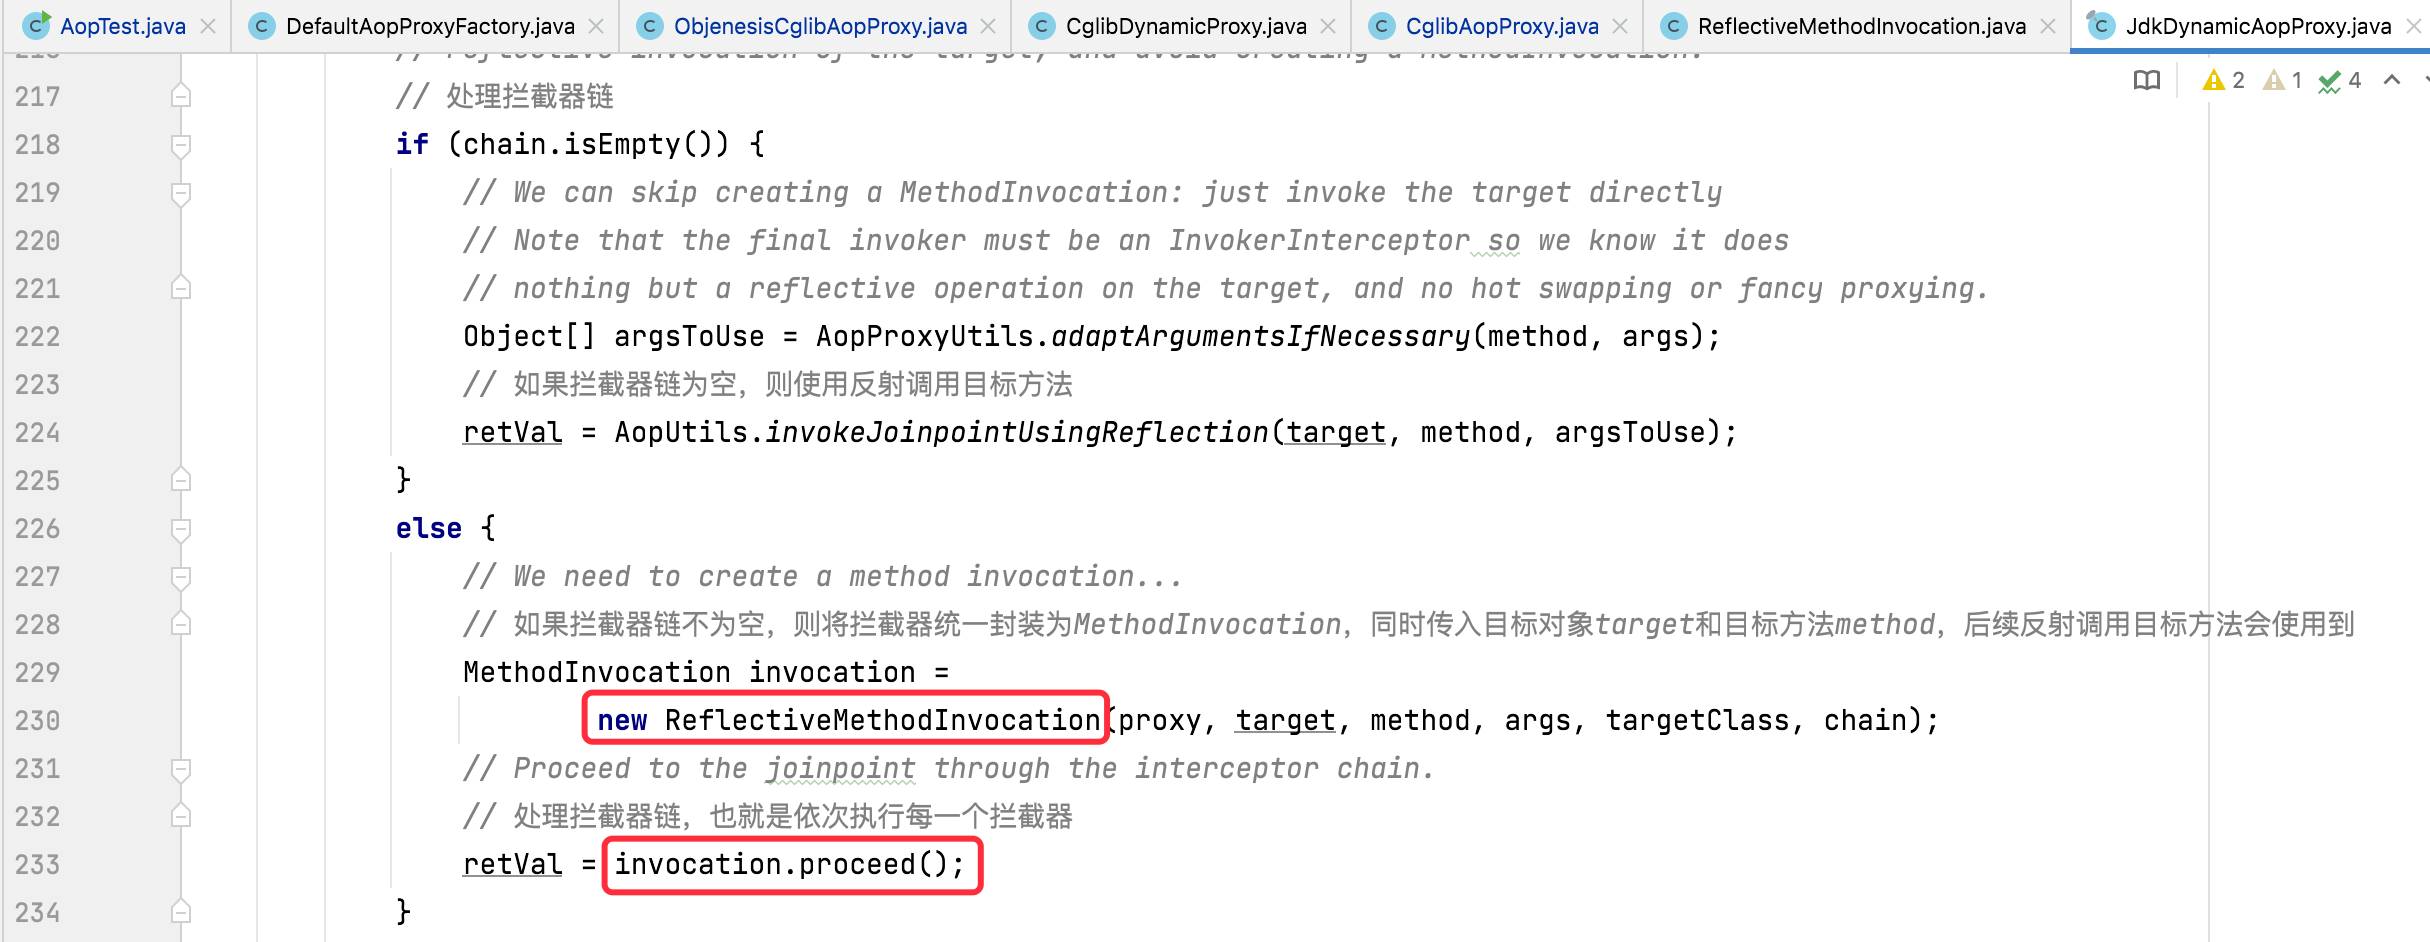 AopTest.java DefaultAopProxyFactory.java ObjenesisCglibAopProxy.java CglibDynamicProxy.java CglibAopProxy.java ReflectiveMethodInvocation.java JdkDynamicAopProxy.java
// reflective invocation of the target, and avoid creating a MethodInvocation.
2 1 4
217 // 处理拦截器链
218 if (chain.isEmpty()) {
219 // We can skip creating a MethodInvocation: just invoke the target directly
220 // Note that the final invoker must be an InvokerInterceptor so we know it does
221 // nothing but a reflective operation on the target, and no hot swapping or fancy proxying.
222 Object[] argsToUse = AopProxyUtils.adaptArgumentsIfNecessary(method, args);
223 // 如果拦截器链为空，则使用反射调用目标方法
224 retVal = AopUtils.invokeJoinpointUsingReflection(target, method, argsToUse);
225 }
226 else {
227 // We need to create a method invocation...
228 // 如果拦截器链不为空，则将拦截器统一封装为MethodInvocation，同时传入目标对象target和目标方法method，后续反射调用目标方法会使用到
229 MethodInvocation invocation =
230 new ReflectiveMethodInvocation(proxy, target, method, args, targetClass, chain);
231 // Proceed to the joinpoint through the interceptor chain.
232 // 处理拦截器链，也就是依次执行每一个拦截器
233 retVal = invocation.proceed();
234 }